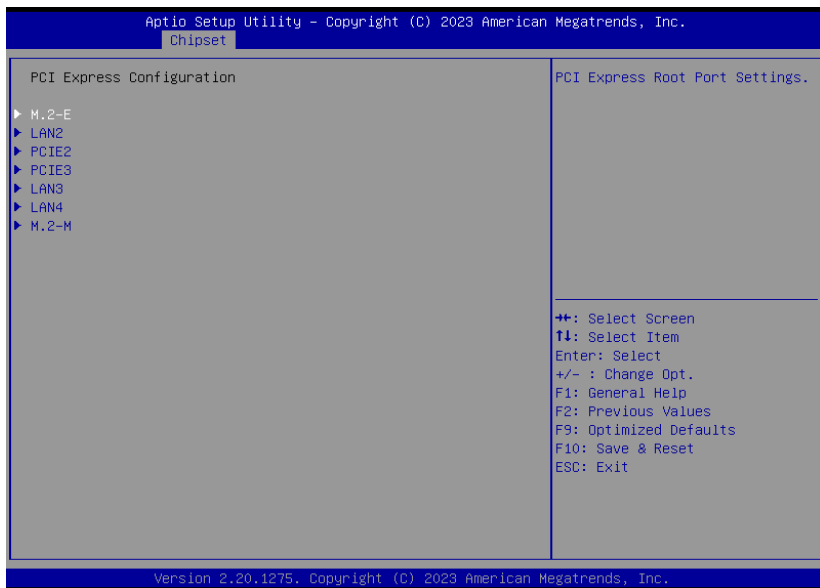 Aptio Setup Utility – Copyright (C) 2023 American Megatrends, Inc.
Chipset
PCI Express Configuration
▶ M.2-E
▶ LAN2
▶ PCIE2
▶ PCIE3
▶ LAN3
▶ LAN4
▶ M.2-M
PCI Express Root Port Settings.
→←: Select Screen
↑↓: Select Item
Enter: Select
+/- : Change Opt.
F1: General Help
F2: Previous Values
F9: Optimized Defaults
F10: Save & Reset
ESC: Exit
Version 2.20.1275. Copyright (C) 2023 American Megatrends, Inc.